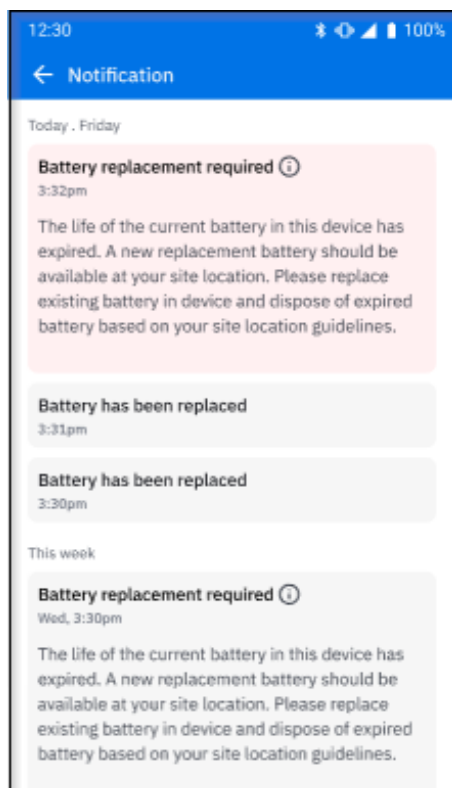 12:30 100%
Notification
Today . Friday
Battery replacement required
3:32pm
The life of the current battery in this device has
expired. A new replacement battery should be
available at your site location. Please replace
existing battery in device and dispose of expired
battery based on your site location guidelines.
Battery has been replaced
3:31pm
Battery has been replaced
3:30pm
This week
Battery replacement required
Wed, 3:30pm
The life of the current battery in this device has
expired. A new replacement battery should be
available at your site location. Please replace
existing battery in device and dispose of expired
battery based on your site location guidelines.